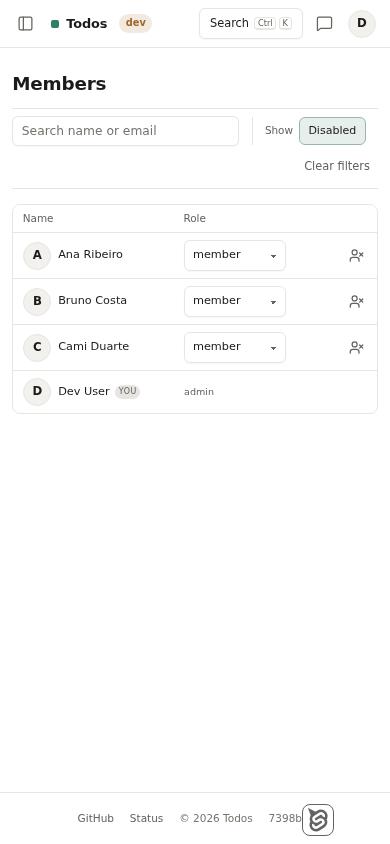 Todos dev Search Ctrl K D
Members
Search name or email Show Disabled
Clear filters
Name Role
A Ana Ribeiro member
B Bruno Costa member
C Cami Duarte member
D Dev User YOU admin
GitHub Status © 2026 Todos 7398b